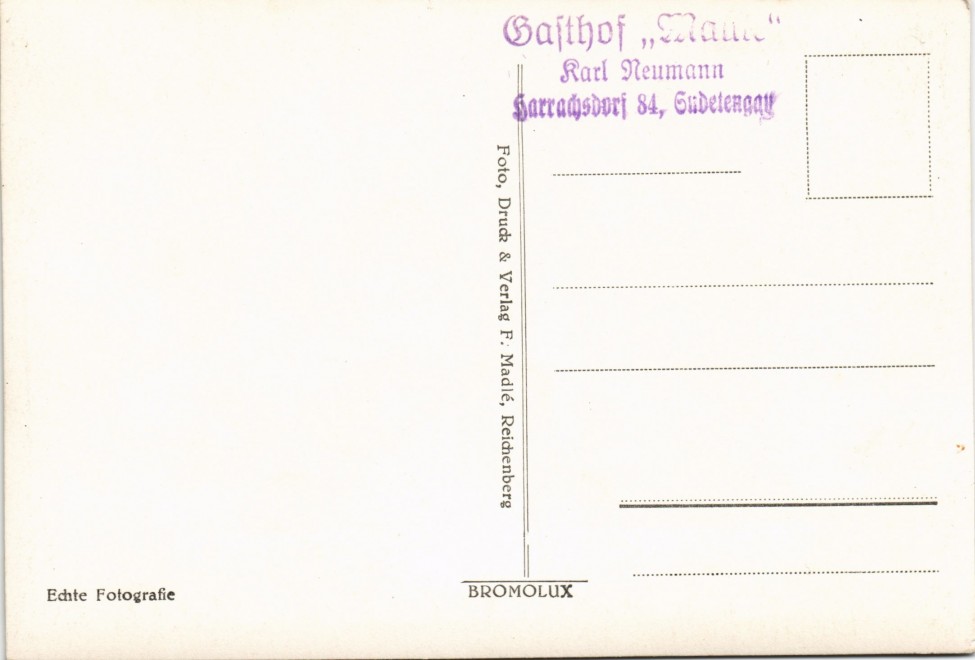 Gasthof
Karl Neumann
Harrachsdorf 84, Sudetengau
Foto, Druck & Verlag F. Madlé, Reichenberg
Echte Fotografie
BROMOLUX